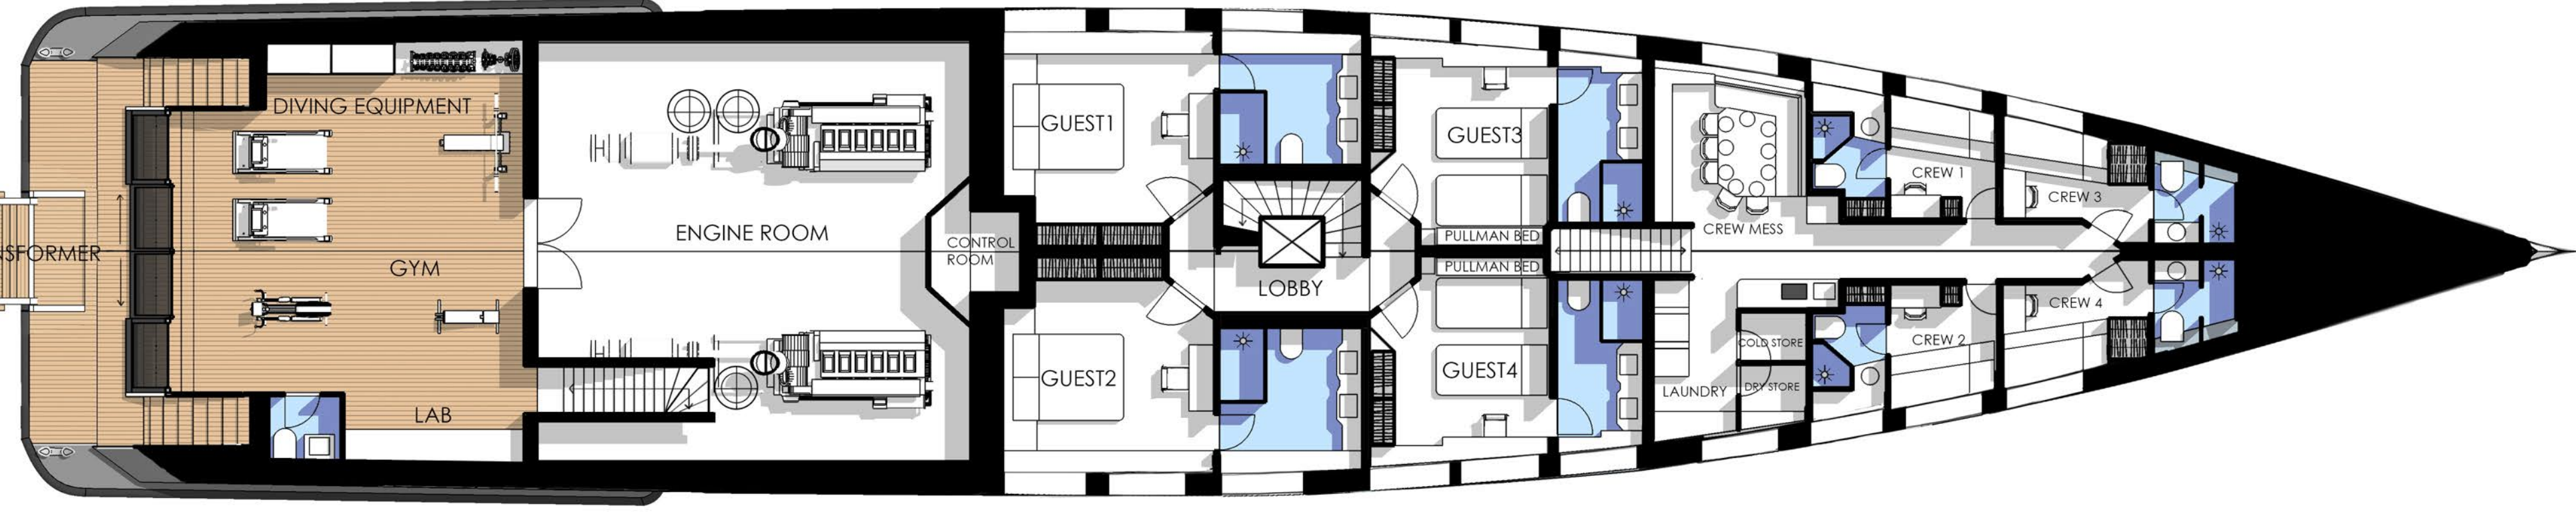 NSFORMER
DIVING EQUIPMENT
GYM
LAB
ENGINE ROOM
CONTROL
ROOM
GUEST1
GUEST2
LOBBY
GUEST3
PULLMAN BED
PULLMAN BED
GUEST4
CREW MESS
LAUNDRY
COLD STORE
DRY STORE
CREW 1
CREW 2
CREW 3
CREW 4